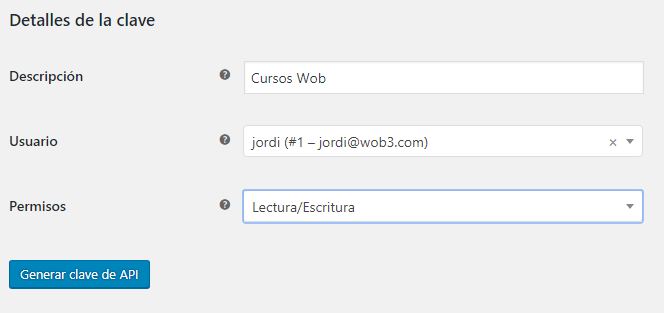 Detalles de la clave
Descripción
Cursos Wob
Usuario
jordi (#1 – jordi@wob3.com)
Permisos
Lectura/Escritura
Generar clave de API